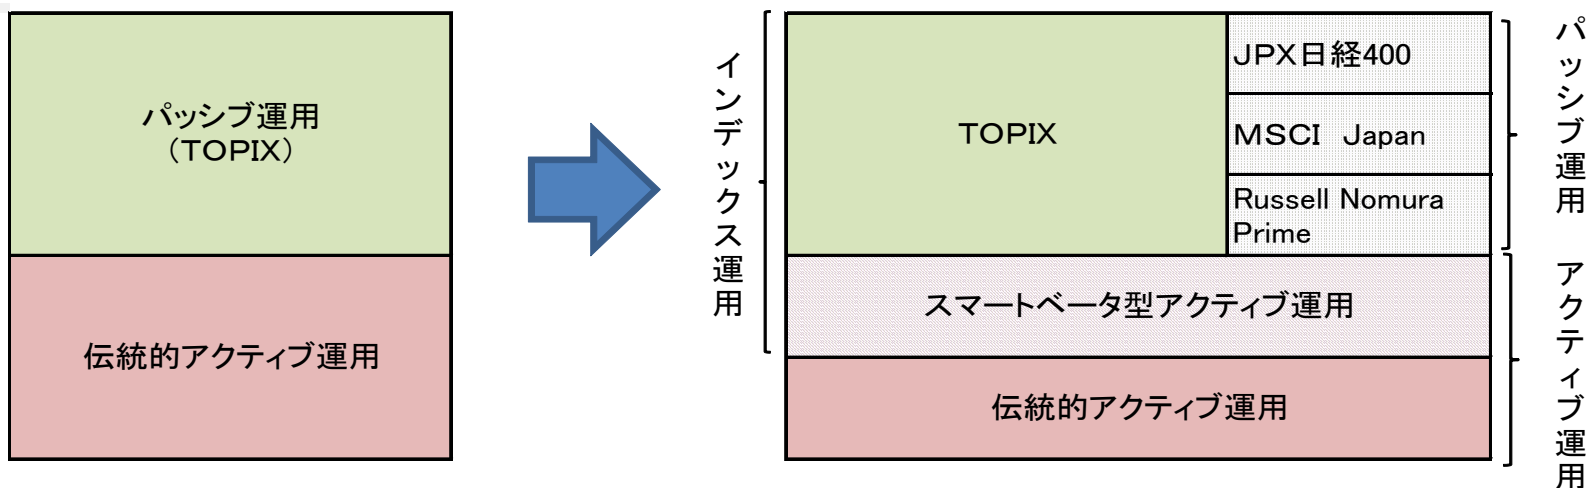 パッシブ運用
（TOPIX）
伝統的アクティブ運用
インデックス運用
TOPIX
JPX日経400
MSCI　Japan
Russell Nomura
Prime
スマートベータ型アクティブ運用
伝統的アクティブ運用
パッシブ運用
アクティブ運用